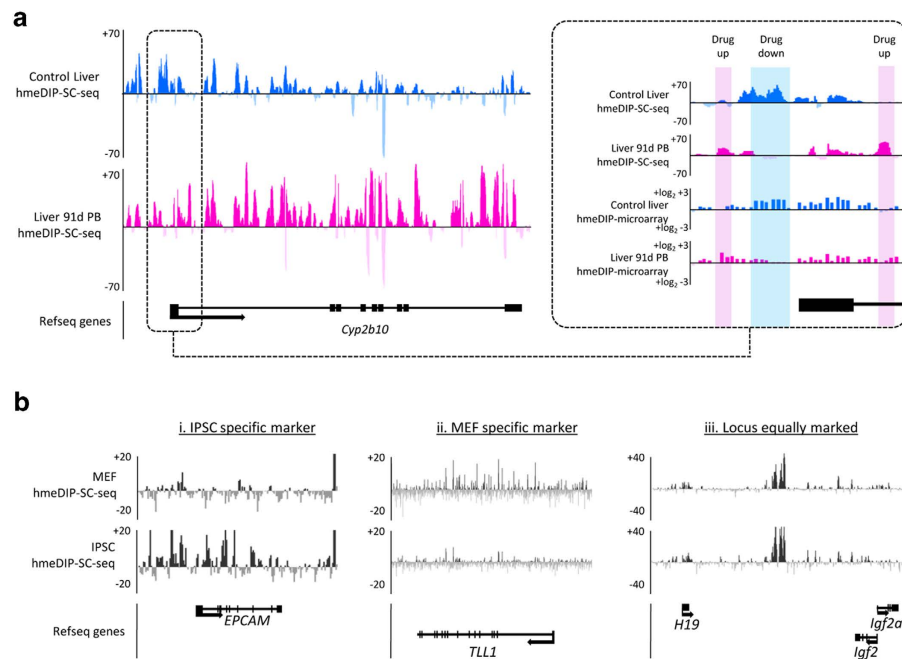 a
+70
Control Liver
hmeDIP-SC-seq
-70
+70
Liver 91d PB
hmeDIP-SC-seq
-70
Refseq genes
Cyp2b10
Drug up
Drug down
Drug up
Control Liver
hmeDIP-SC-seq
+70
-70
Liver 91d PB
hmeDIP-SC-seq
+70
-70
Control liver
hmeDIP-microarray
+log2 +3
+log2 -3
Liver 91d PB
hmeDIP-microarray
+log2 +3
+log2 -3
b
i. IPSC specific marker
ii. MEF specific marker
iii. Locus equally marked
MEF
hmeDIP-SC-seq
+20
-20
+20
-20
+40
-40
IPSC
hmeDIP-SC-seq
+20
-20
+20
-20
+40
-40
Refseq genes
EPCAM
TLL1
H19
Igf2as
Igf2